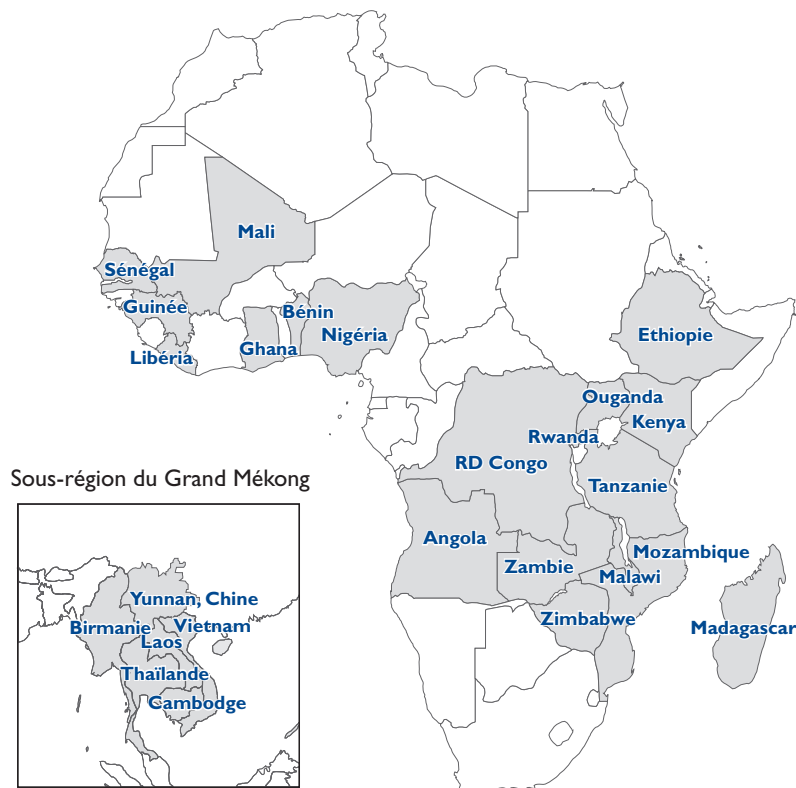 Mali
Sénégal
Guinée
Bénin
Nigéria
Ghana
Libéria
Ethiopie
Ouganda
Kenya
Rwanda
RD Congo
Tanzanie
Angola
Mozambique
Zambie
Malawi
Zimbabwe
Madagascar
Sous-région du Grand Mékong
Yunnan, Chine
Birmanie
Vietnam
Laos
Thaïlande
Cambodge